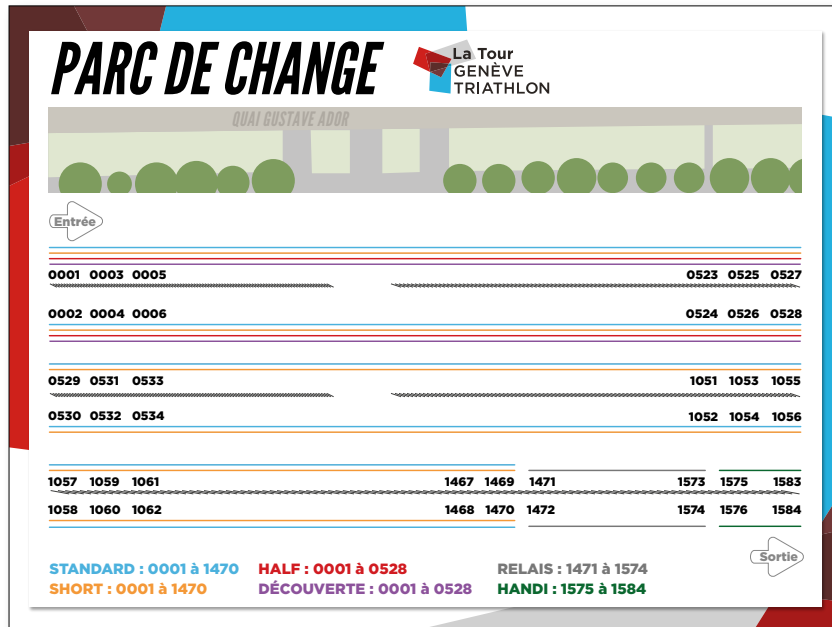 PARC DE CHANGE
La Tour
GENÈVE
TRIATHLON
QUAI GUSTAVE ADOR
Entrée
0001 0003 0005 0523 0525 0527
0002 0004 0006 0524 0526 0528
0529 0531 0533 1051 1053 1055
0530 0532 0534 1052 1054 1056
1057 1059 1061 1467 1469 1471 1573 1575 1583
1058 1060 1062 1468 1470 1472 1574 1576 1584
Sortie
STANDARD : 0001 à 1470 HALF : 0001 à 0528 RELAIS : 1471 à 1574
SHORT : 0001 à 1470 DÉCOUVERTE : 0001 à 0528 HANDI : 1575 à 1584